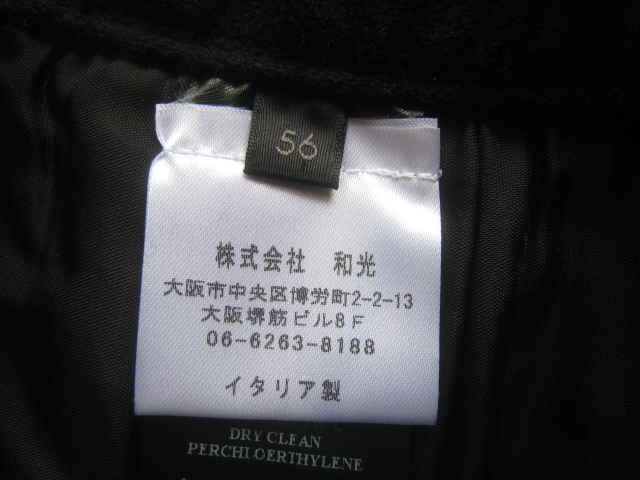 56
株式会社 和光
大阪市中央区博労町2-2-13
大阪堺筋ビル8F
06-6263-8188
イタリア製
DRY CLEAN
PERCHLOERTHYLENE